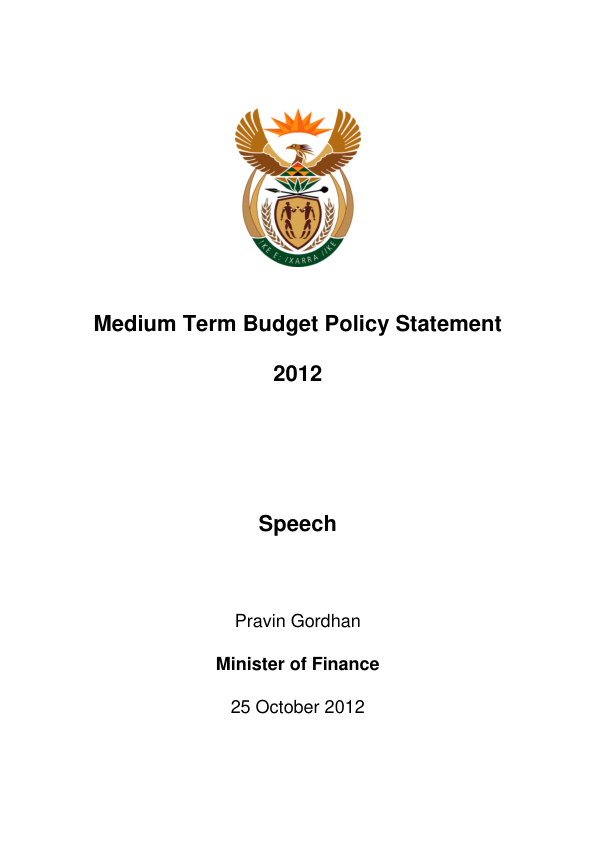 !KE E: /XARRA //KE
Medium Term Budget Policy Statement
2012
Speech
Pravin Gordhan
Minister of Finance
25 October 2012